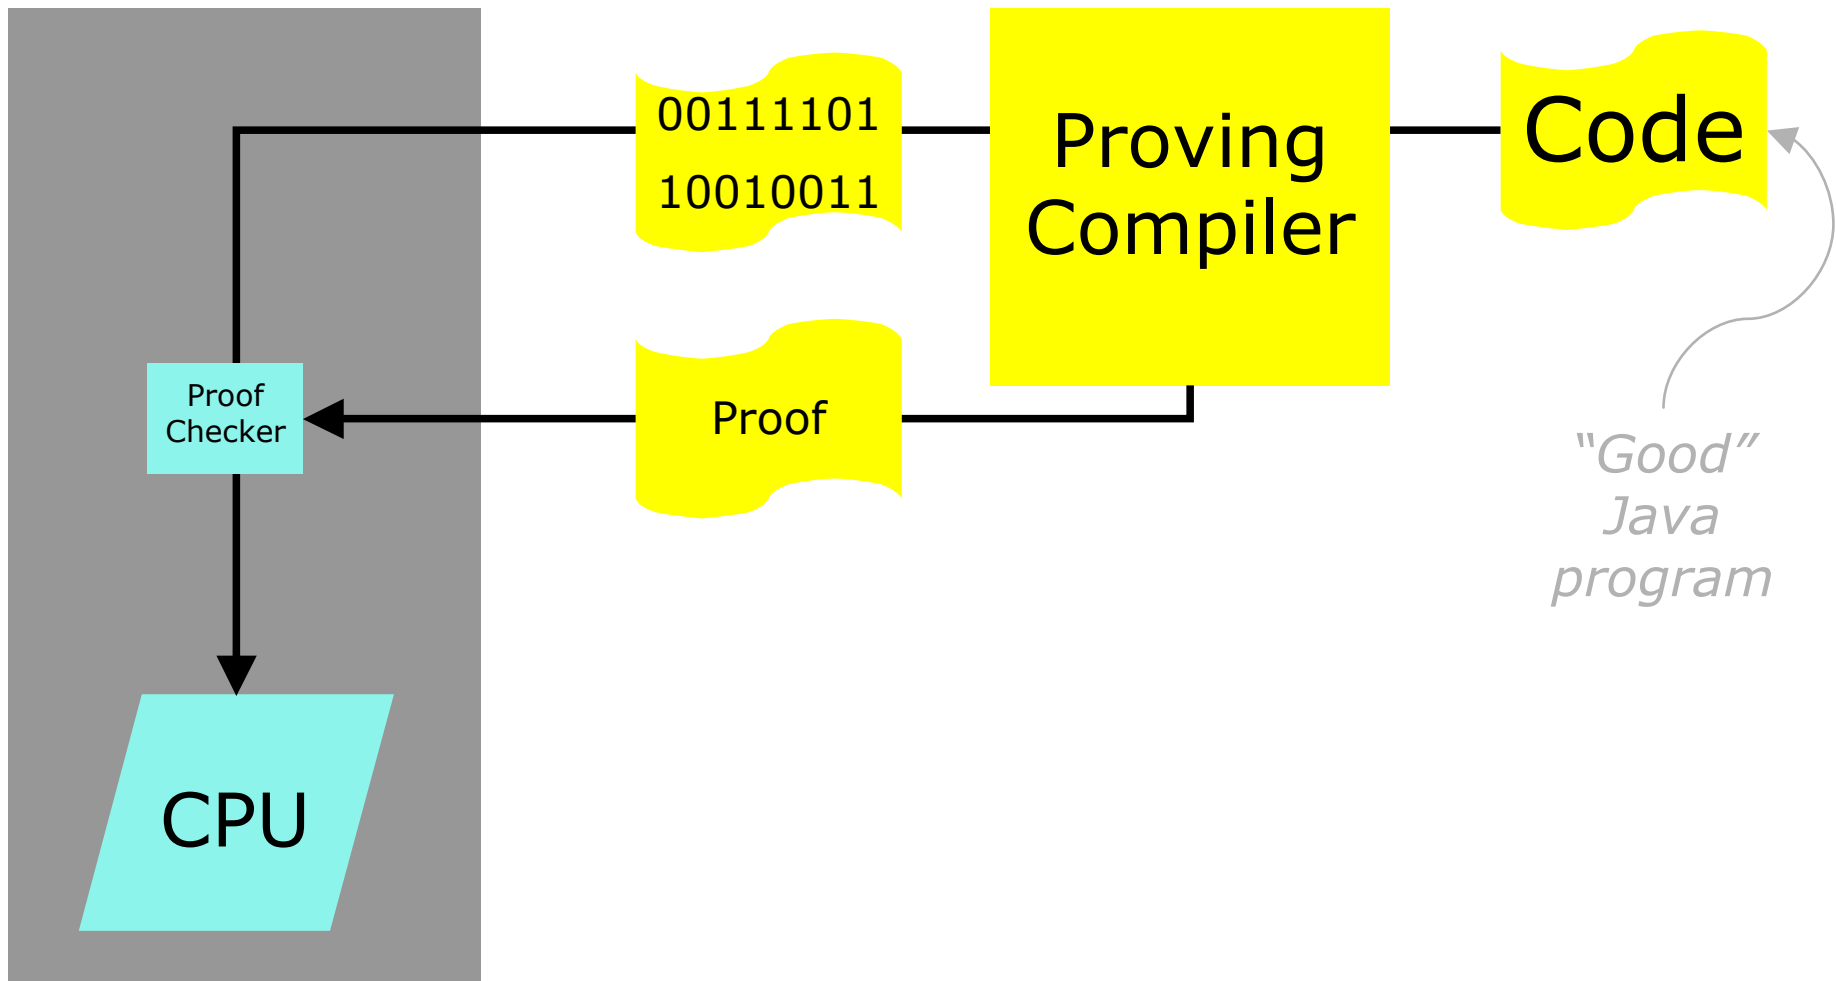 00111101
10010011
Proving
Compiler
Code
Proof
Checker
Proof
“Good”
Java
program
CPU